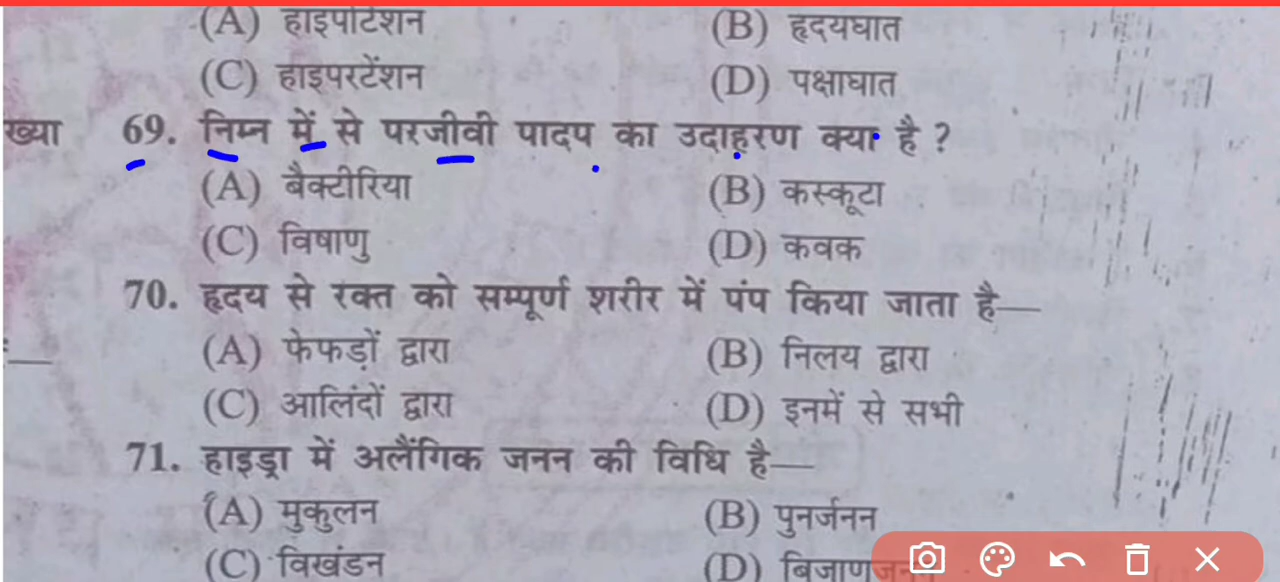 (A) हाइपोटेंशन (B) हृदयघात
(C) हाइपरटेंशन (D) पक्षाघात
ख्या 69. निम्न में से परजीवी पादप का उदाहरण क्या है ?
(A) बैक्टीरिया (B) कस्कूटा
(C) विषाणु (D) कवक
70. हृदय से रक्त को सम्पूर्ण शरीर में पंप किया जाता है—
(A) फेफड़ों द्वारा (B) निलय द्वारा
(C) आलिंदों द्वारा (D) इनमें से सभी
71. हाइड्रा में अलैंगिक जनन की विधि है—
(A) मुकुलन (B) पुनर्जनन
(C) विखंडन (D) बिजाणुजनन